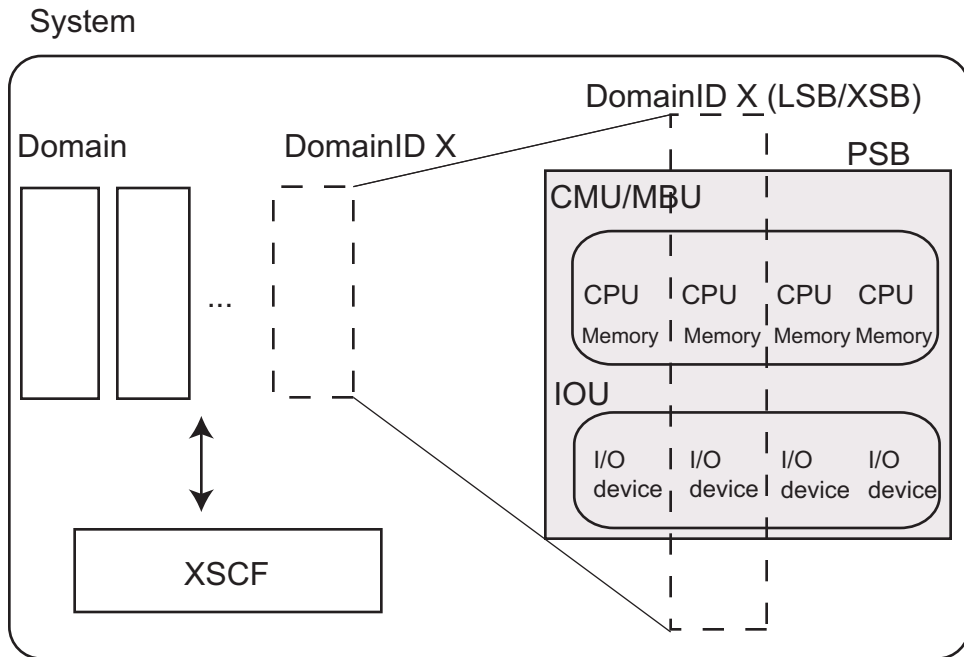 System
DomainID X (LSB/XSB)
Domain
DomainID X
PSB
CMU/MBU
CPU CPU CPU CPU
Memory Memory Memory Memory
...
IOU
I/O I/O I/O I/O
device device device device
XSCF